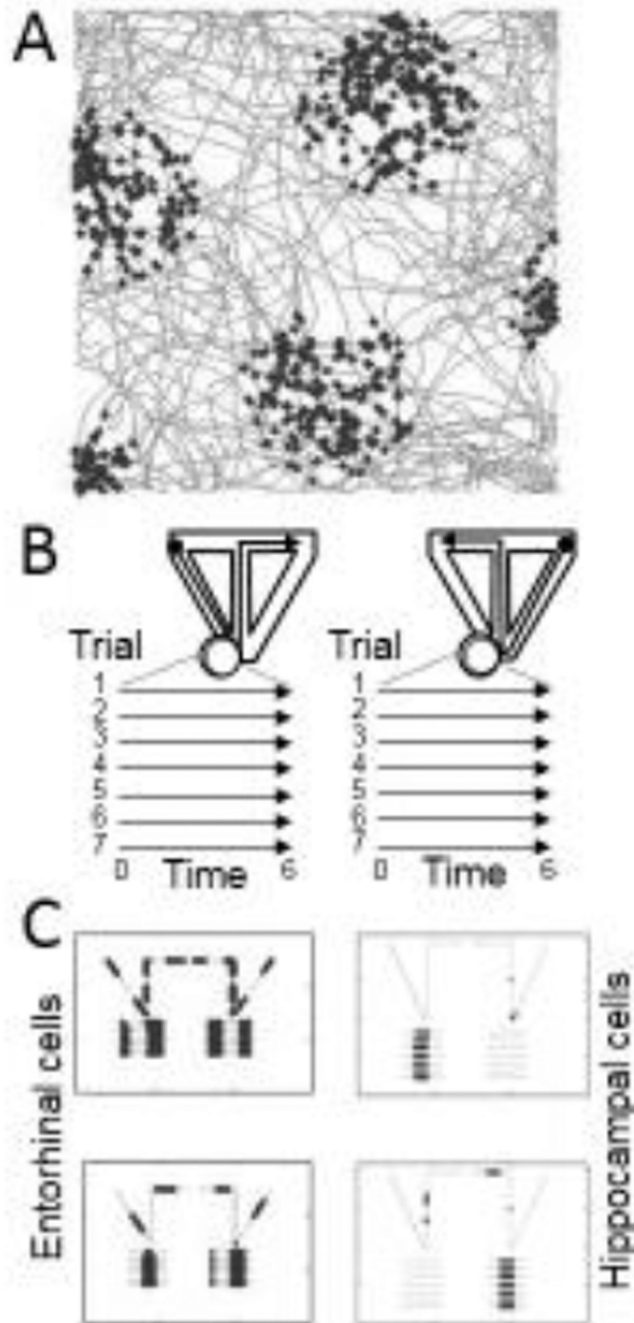 A
B
Trial Trial
1 1
2 2
3 3
4 4
5 5
6 6
7 7
0 Time 6 0 Time 6
C
Entorhinal cells
Hippocampal cells